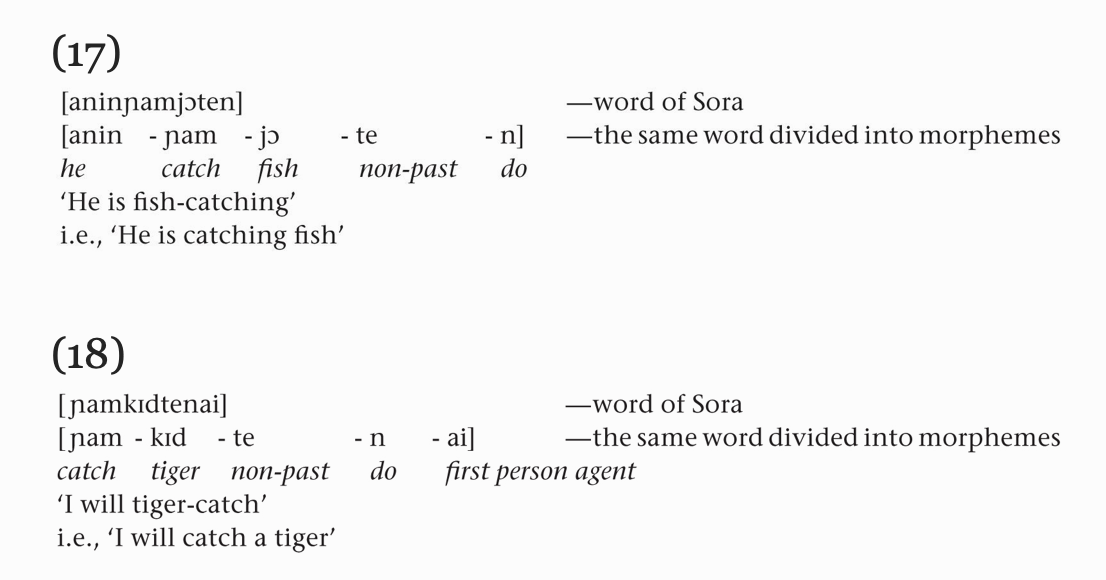 (17)
[aninɲamjɔten] —word of Sora
[anin - ɲam - jɔ - te - n] —the same word divided into morphemes
he catch fish non-past do
‘He is fish-catching’
i.e., ‘He is catching fish’
(18)
[ɲamkɪdtenai] —word of Sora
[ɲam - kɪd - te - n - ai] —the same word divided into morphemes
catch tiger non-past do first person agent
‘I will tiger-catch’
i.e., ‘I will catch a tiger’